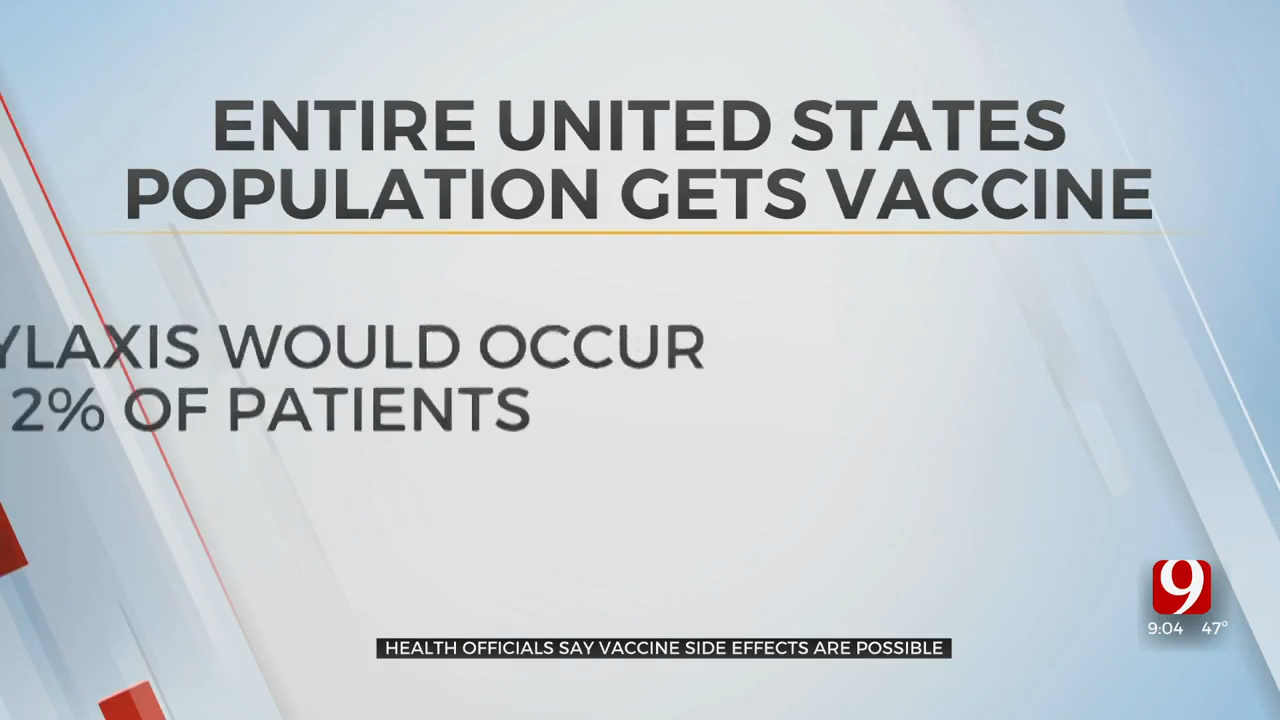 ENTIRE UNITED STATES
POPULATION GETS VACCINE
YLAXIS WOULD OCCUR
2% OF PATIENTS
9
9:04 47°
HEALTH OFFICIALS SAY VACCINE SIDE EFFECTS ARE POSSIBLE